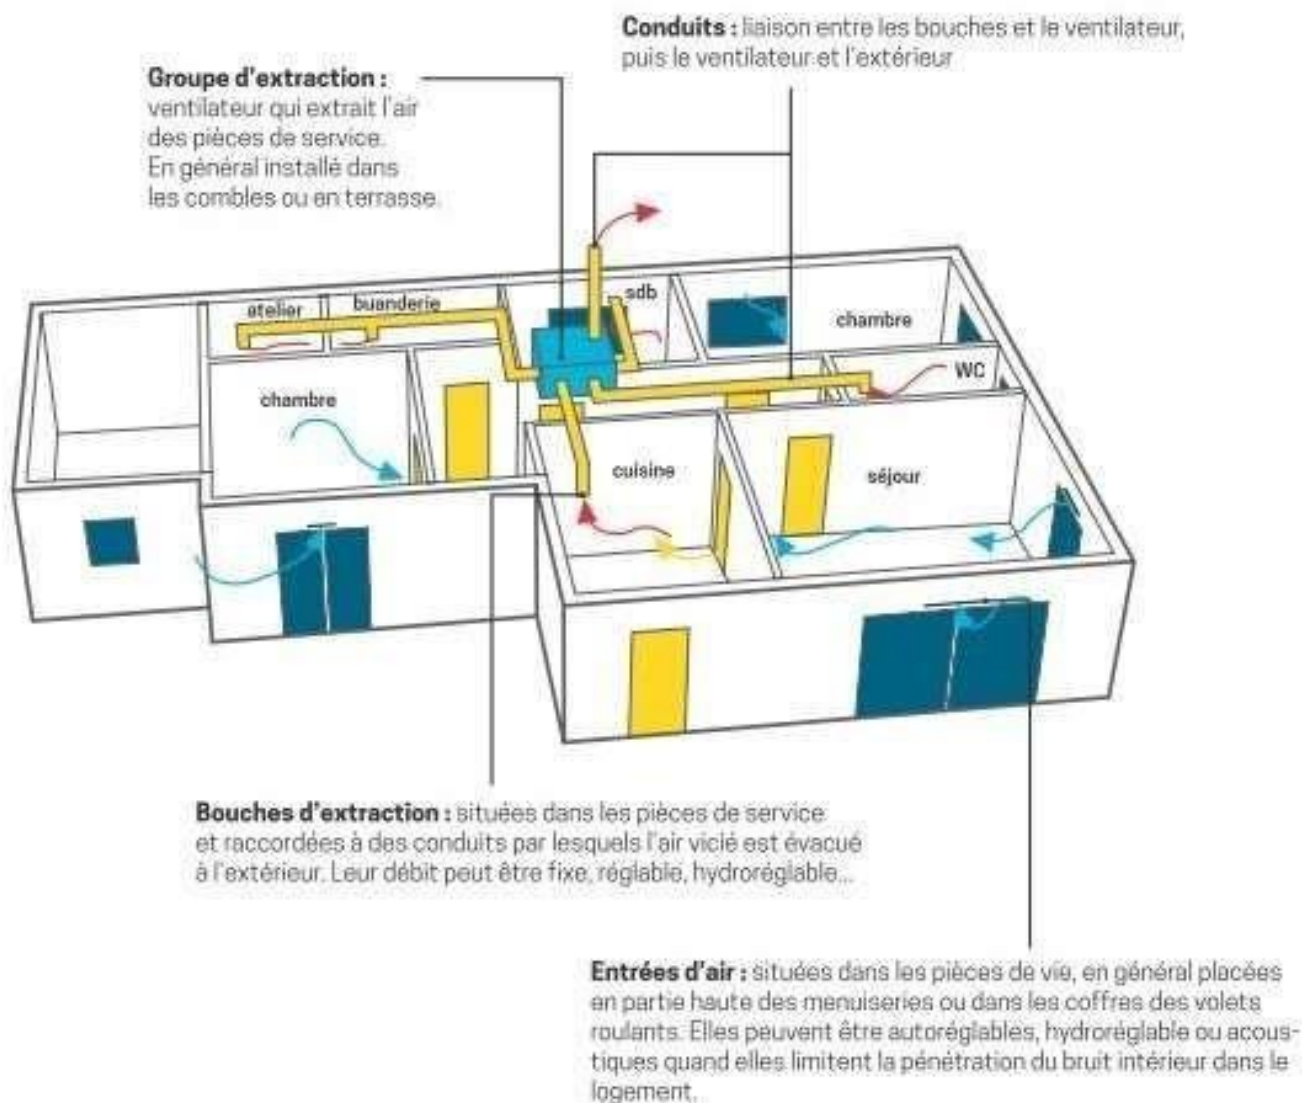 Conduits : liaison entre les bouches et le ventilateur,
puis le ventilateur et l'extérieur
Groupe d'extraction :
ventilateur qui extrait l'air
des pièces de service.
En général installé dans
les combles ou en terrasse.
atelier
buanderie
sdb
chambre
WC
chambre
cuisine
séjour
Bouches d'extraction : situées dans les pièces de service
et raccordées à des conduits par lesquels l'air vicié est évacué
à l'extérieur. Leur débit peut être fixe, réglable, hydroréglable...
Entrées d'air : situées dans les pièces de vie, en général placées
en partie haute des menuiseries ou dans les coffres des volets
roulants. Elles peuvent être autoréglables, hydroréglable ou acous-
tiques quand elles limitent la pénétration du bruit intérieur dans le
logement.